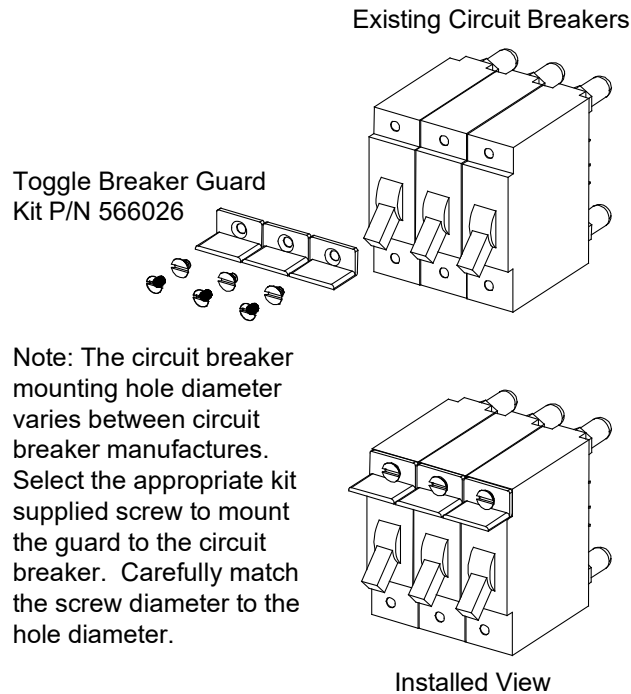 Existing Circuit Breakers
Toggle Breaker Guard
Kit P/N 566026
Note: The circuit breaker
mounting hole diameter
varies between circuit
breaker manufactures.
Select the appropriate kit
supplied screw to mount
the guard to the circuit
breaker.  Carefully match
the screw diameter to the
hole diameter.
Installed View